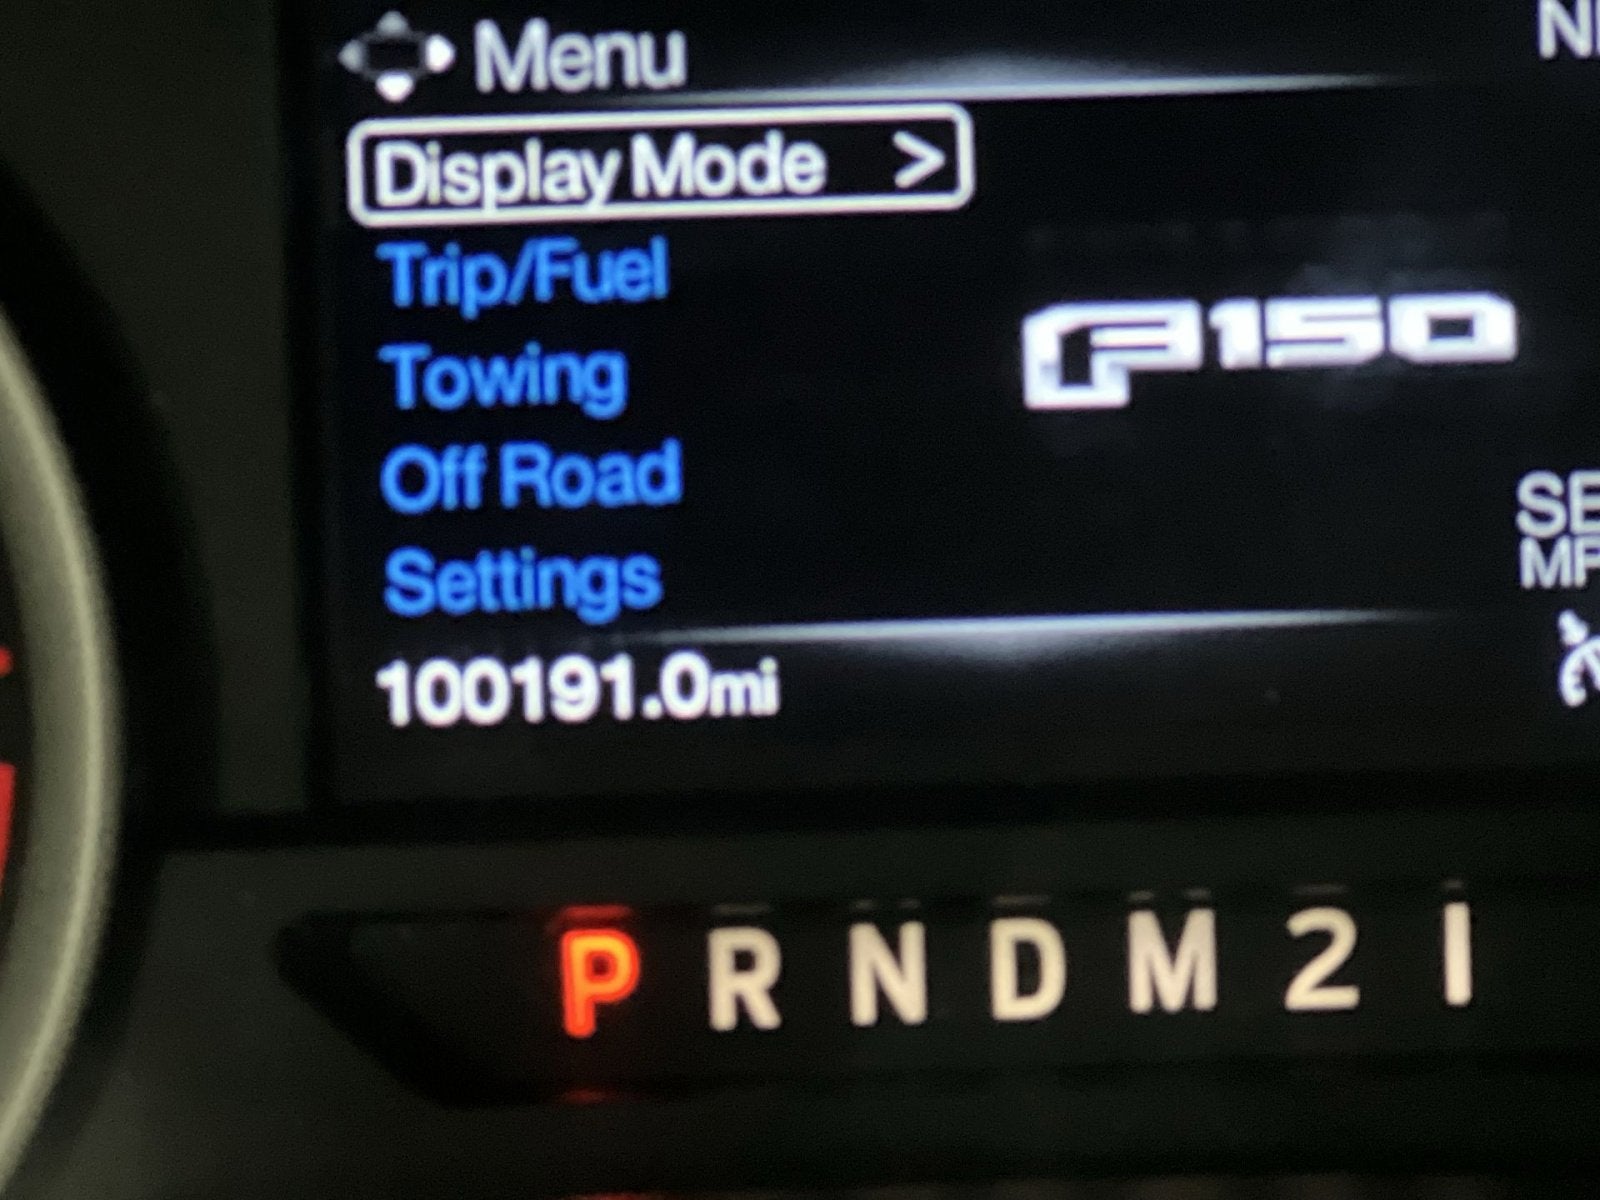 Menu
Display Mode >
Trip/Fuel
F150
Towing
Off Road
Settings
100191.0mi
P R N D M 2 1